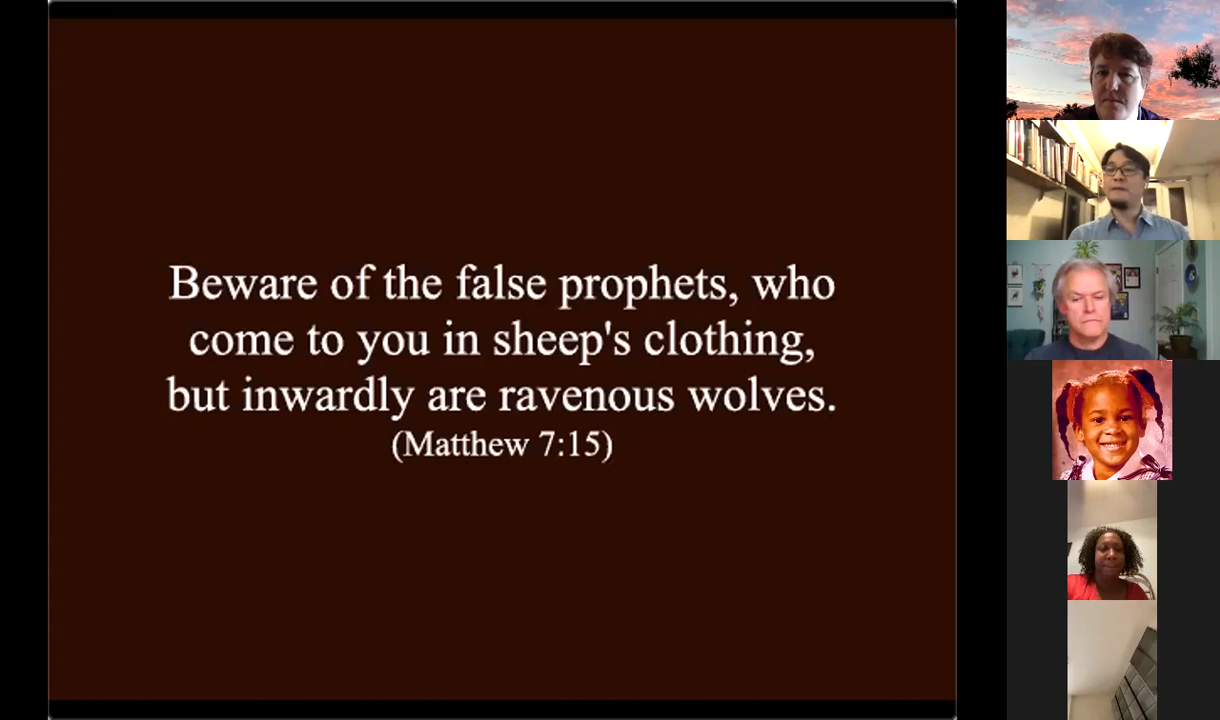 Beware of the false prophets, who
come to you in sheep's clothing,
but inwardly are ravenous wolves.
(Matthew 7:15)